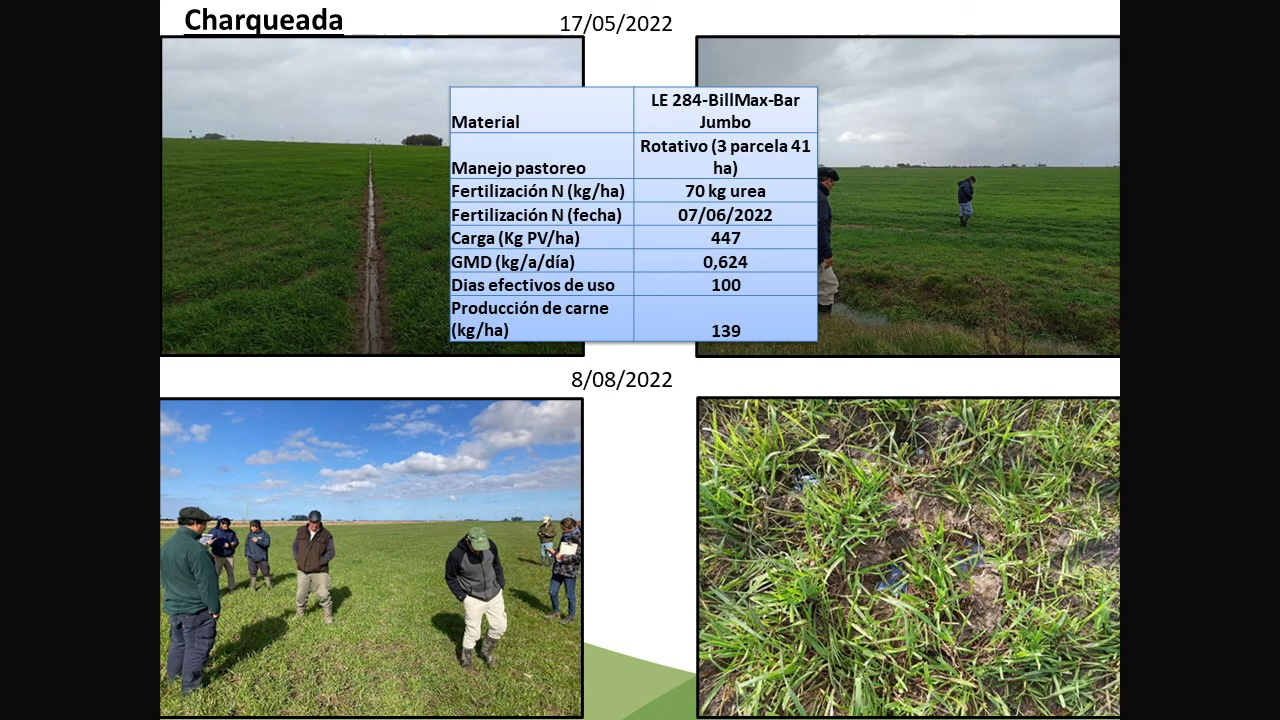 Charqueada
17/05/2022
LE 284-BillMax-Bar
Material Jumbo
Rotativo (3 parcela 41
Manejo pastoreo ha)
Fertilización N (kg/ha) 70 kg urea
Fertilización N (fecha) 07/06/2022
Carga (Kg PV/ha) 447
GMD (kg/a/día) 0,624
Dias efectivos de uso 100
Producción de carne
(kg/ha) 139
8/08/2022